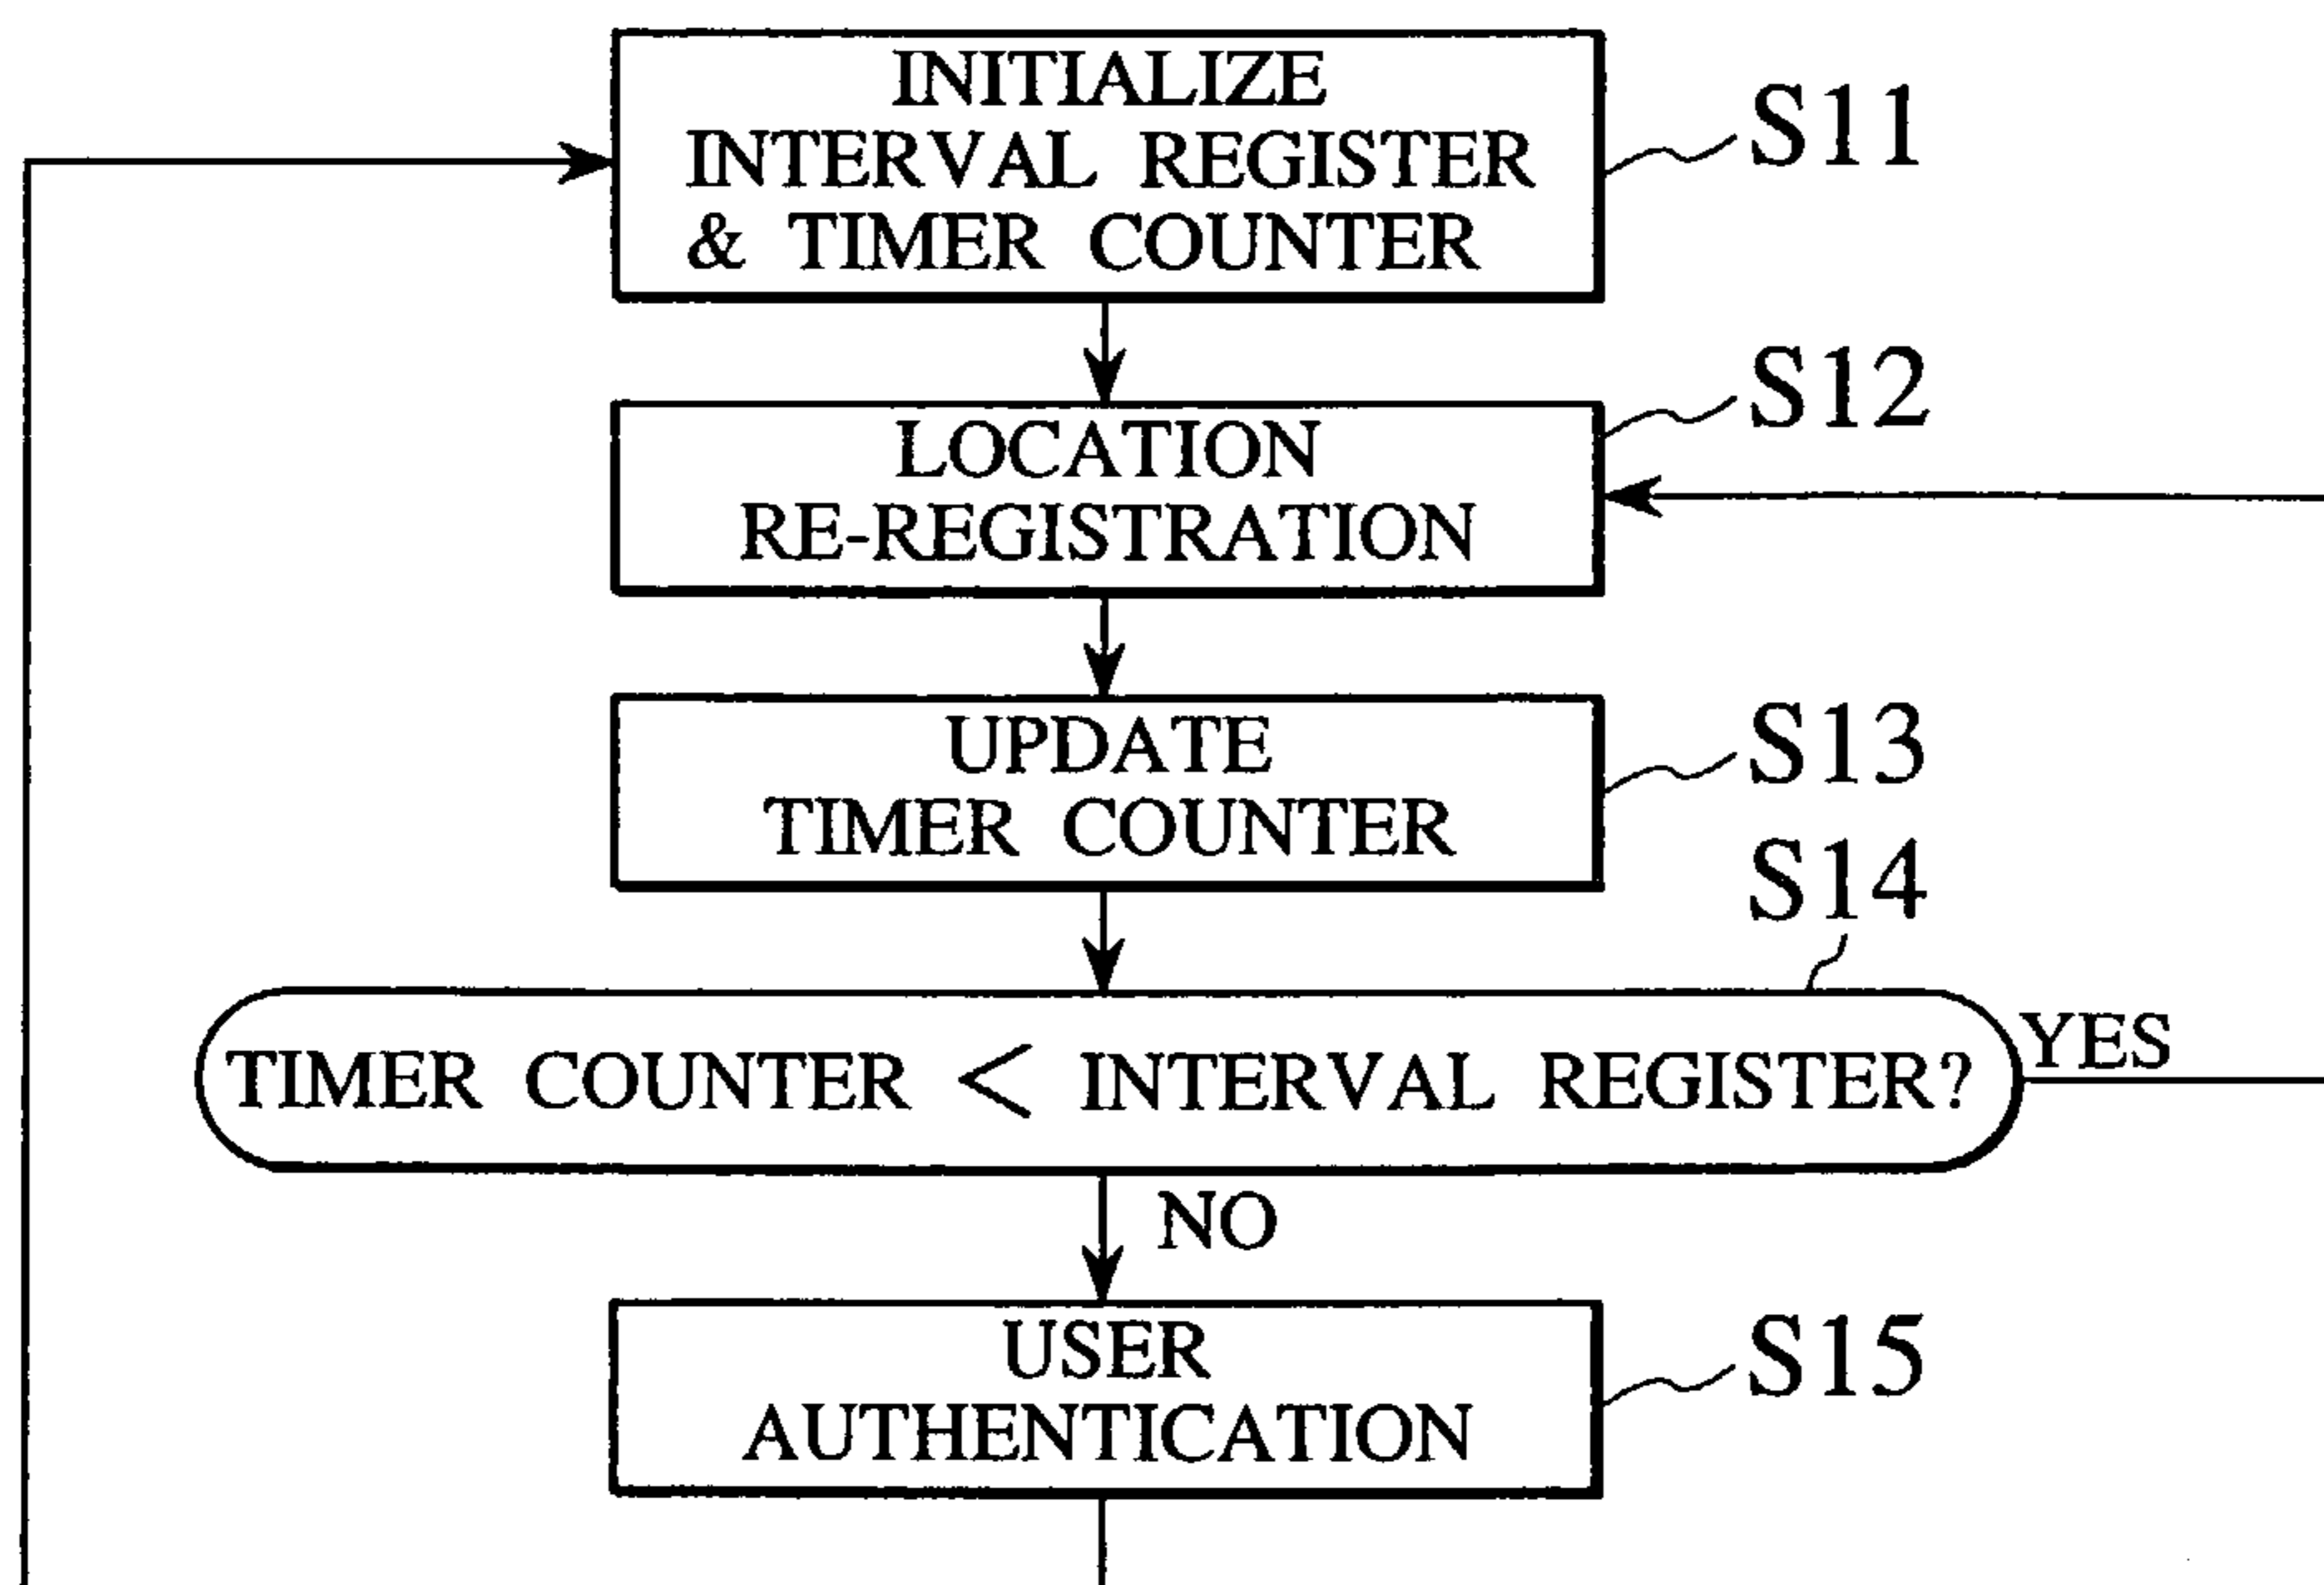 INITIALIZE
INTERVAL REGISTER
& TIMER COUNTER
S11
LOCATION
RE-REGISTRATION
S12
UPDATE
TIMER COUNTER
S13
S14
TIMER COUNTER < INTERVAL REGISTER?
YES
NO
USER
AUTHENTICATION
S15